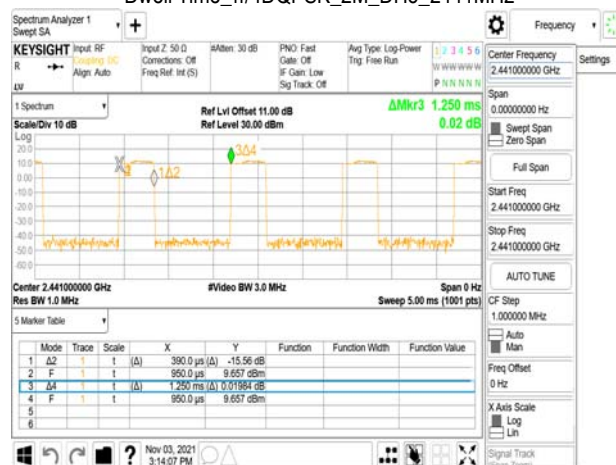 Spectrum Analyzer 1
Swept SA
Frequency
KEYSIGHT Input: RF
Coupling: DC
Align: Auto
Input Z: 50 Ω
Corrections: Off
Freq Ref: Int (S)
#Atten: 30 dB
PNO: Fast
Gate: Off
IF Gain: Low
Sig Track: Off
Avg Type: Log-Power
Trig: Free Run
1 2 3 4 5 6
W W W W W W
P N N N N N
R
Center Frequency
2.441000000 GHz
Settings
Span
0.00000000 Hz
Swept Span
Zero Span
Full Span
Start Freq
2.441000000 GHz
Stop Freq
2.441000000 GHz
AUTO TUNE
CF Step
1.000000 MHz
Auto
Man
Freq Offset
0 Hz
X Axis Scale
Log
Lin
Signal Track
1 Spectrum
Scale/Div 10 dB
Log
Ref Lvl Offset 11.00 dB
Ref Level 30.00 dBm
ΔMkr3 1.250 ms
0.02 dB
20.0
10.0
0.00
-10.0
-20.0
-30.0
-40.0
-50.0
-60.0
1Δ2
3Δ4
Center 2.441000000 GHz
Res BW 1.0 MHz
#Video BW 3.0 MHz
Span 0 Hz
Sweep 5.00 ms (1001 pts)
5 Marker Table
Mode Trace Scale X Y Function Function Width Function Value
1 Δ2 1 t (Δ) 390.0 μs (Δ) -15.56 dB
2 F 1 t 950.0 μs 9.657 dBm
3 Δ4 1 t (Δ) 1.250 ms (Δ) 0.01984 dB
4 F 1 t 950.0 μs 9.657 dBm
5
6
Nov 03, 2021
3:14:07 PM